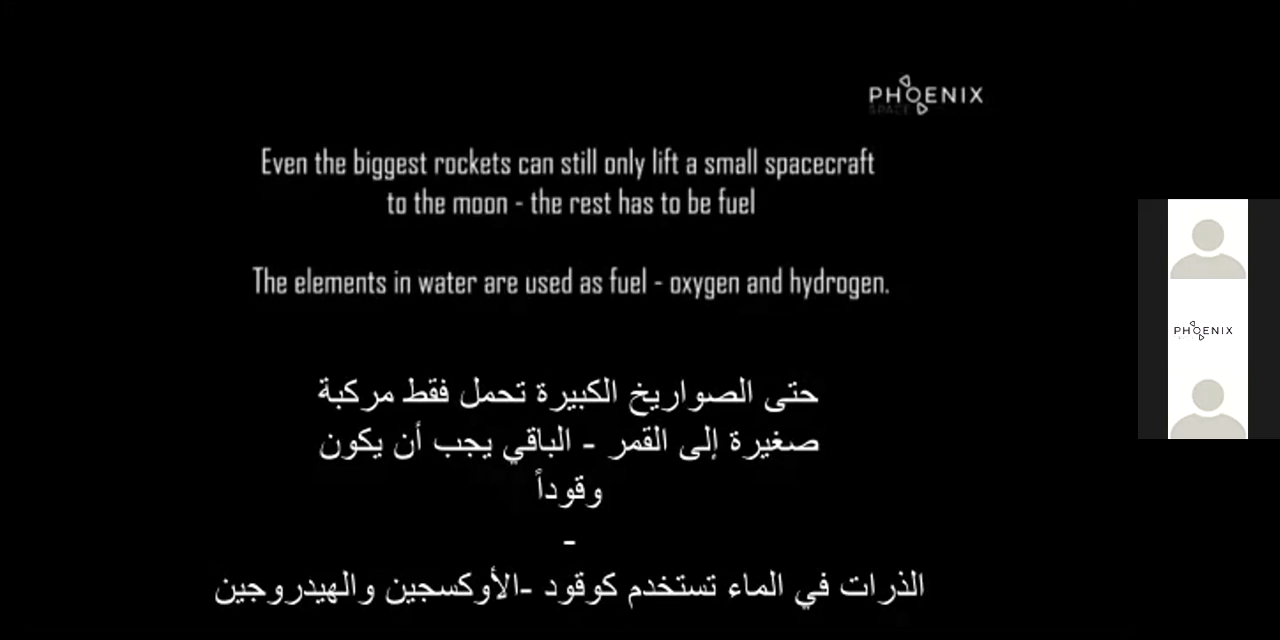 PHOENIX
SPACE
Even the biggest rockets can still only lift a small spacecraft
to the moon - the rest has to be fuel
The elements in water are used as fuel - oxygen and hydrogen.
حتى الصواريخ الكبيرة تحمل فقط مركبة
صغيرة إلى القمر - الباقي يجب أن يكون
وقوداً
-
الذرات في الماء تستخدم كوقود -الأوكسجين والهيدروجين
PHOENIX